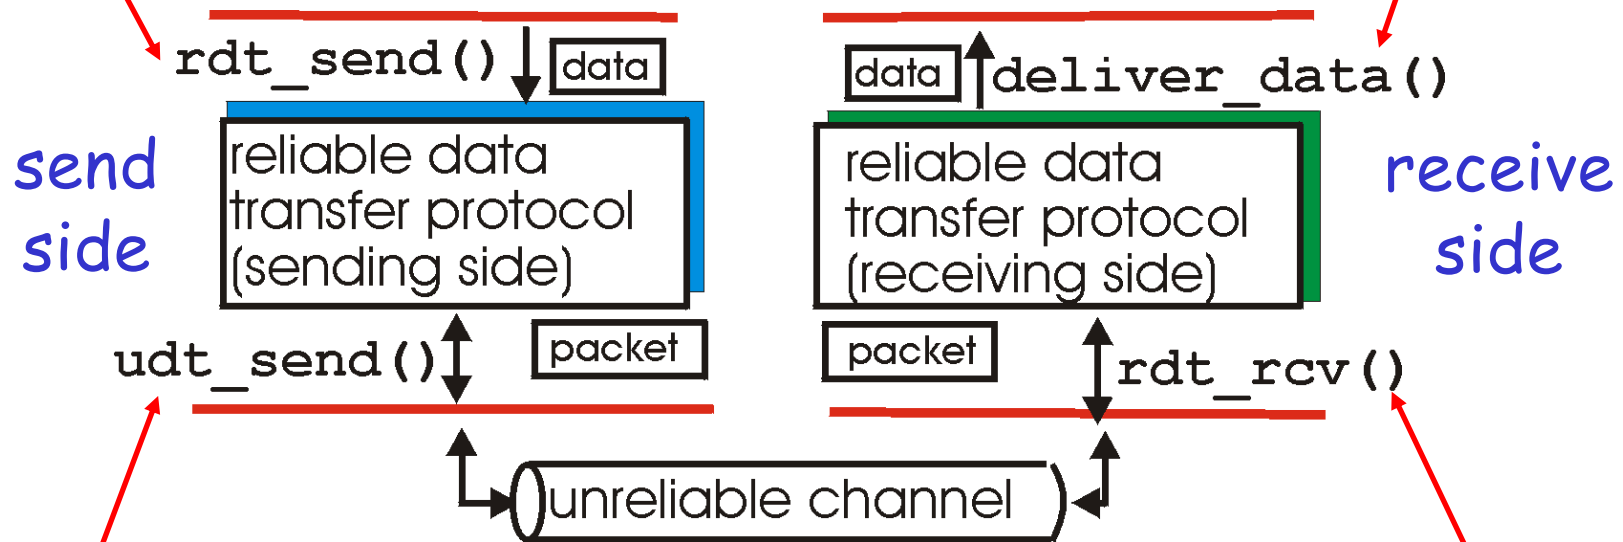 rdt_send()
data
data
deliver_data()
send
side
reliable data
transfer protocol
(sending side)
reliable data
transfer protocol
(receiving side)
receive
side
udt_send()
packet
packet
rdt_rcv()
unreliable channel